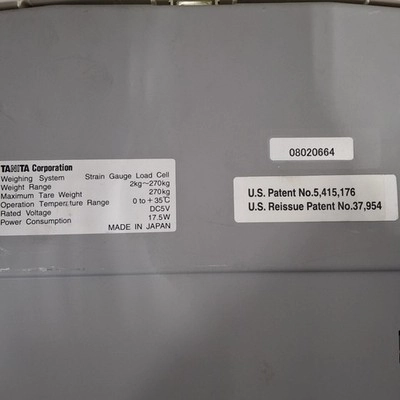 TANITA Corporation
Weighing System Strain Gauge Load Cell
Weight Range 2kg~270kg
Maximum Tare Weight 270kg
Operation Temperature Range 0 to + 35℃
Rated Voltage DC5V
Power Consumption 17.5W
MADE IN JAPAN
08020664
U.S. Patent No.5,415,176
U.S. Reissue Patent No.37,954